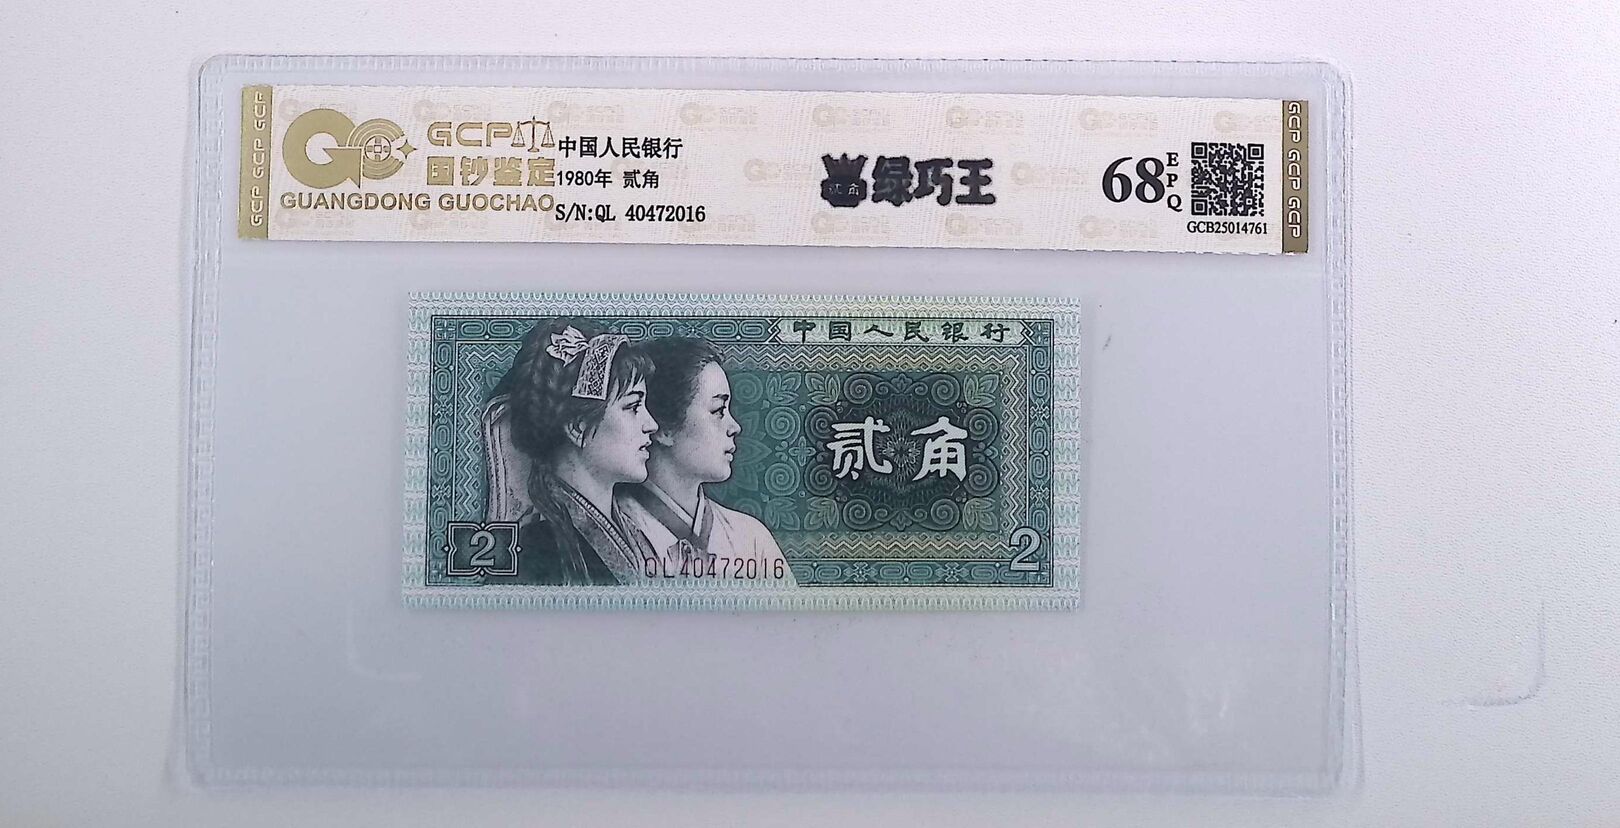 GCP GCP GCP
GCP
国钞鉴定
GUANGDONG GUOCHAO
中国人民银行
1980年 贰角
S/N:QL 40472016
贰角
绿巧王
68
EPQ
GCB25014761
GCP GCP GCP
中国人民银行
贰角
2
2
QL40472016